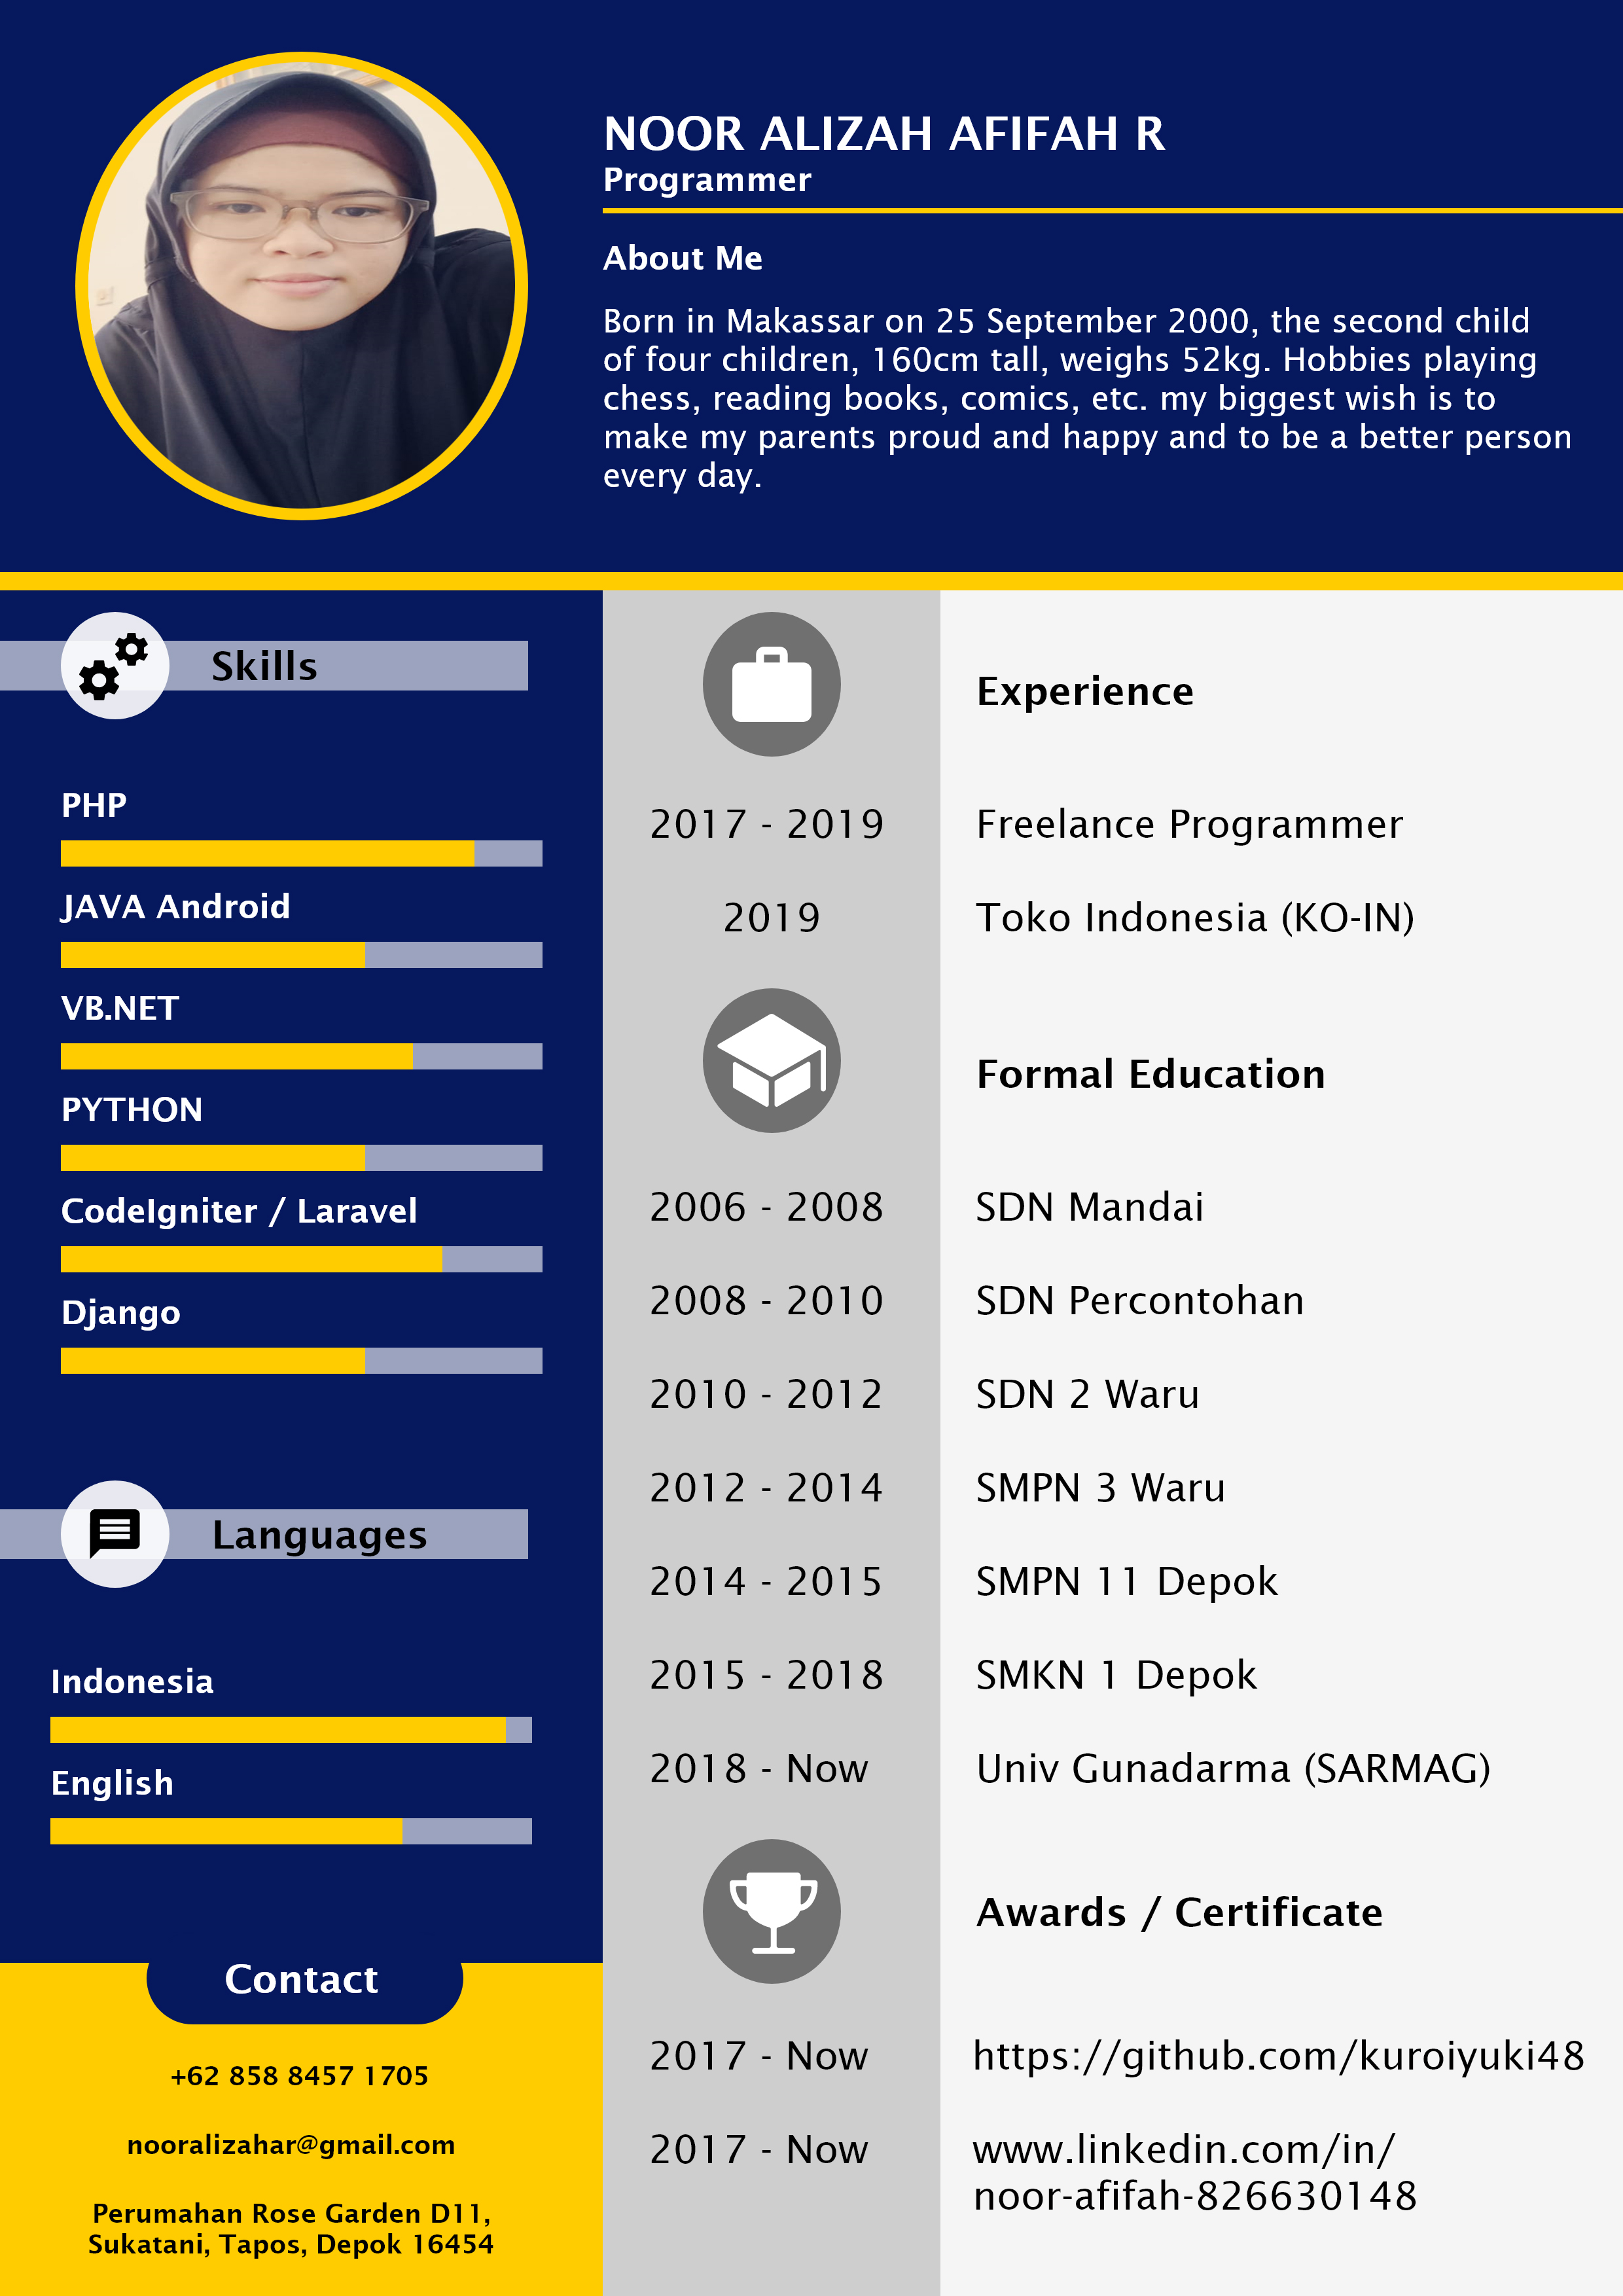 NOOR ALIZAH AFIFAH R
Programmer
About Me
Born in Makassar on 25 September 2000, the second child
of four children, 160cm tall, weighs 52kg. Hobbies playing
chess, reading books, comics, etc. my biggest wish is to
make my parents proud and happy and to be a better person
every day.
Skills
PHP
JAVA Android
VB.NET
PYTHON
CodeIgniter / Laravel
Django
Languages
Indonesia
English
Contact
+62 858 8457 1705
nooralizahar@gmail.com
Perumahan Rose Garden D11,
Sukatani, Tapos, Depok 16454
Experience
2017 - 2019 Freelance Programmer
2019 Toko Indonesia (KO-IN)
Formal Education
2006 - 2008 SDN Mandai
2008 - 2010 SDN Percontohan
2010 - 2012 SDN 2 Waru
2012 - 2014 SMPN 3 Waru
2014 - 2015 SMPN 11 Depok
2015 - 2018 SMKN 1 Depok
2018 - Now Univ Gunadarma (SARMAG)
Awards / Certificate
2017 - Now https://github.com/kuroiyuki48
2017 - Now www.linkedin.com/in/
noor-afifah-826630148